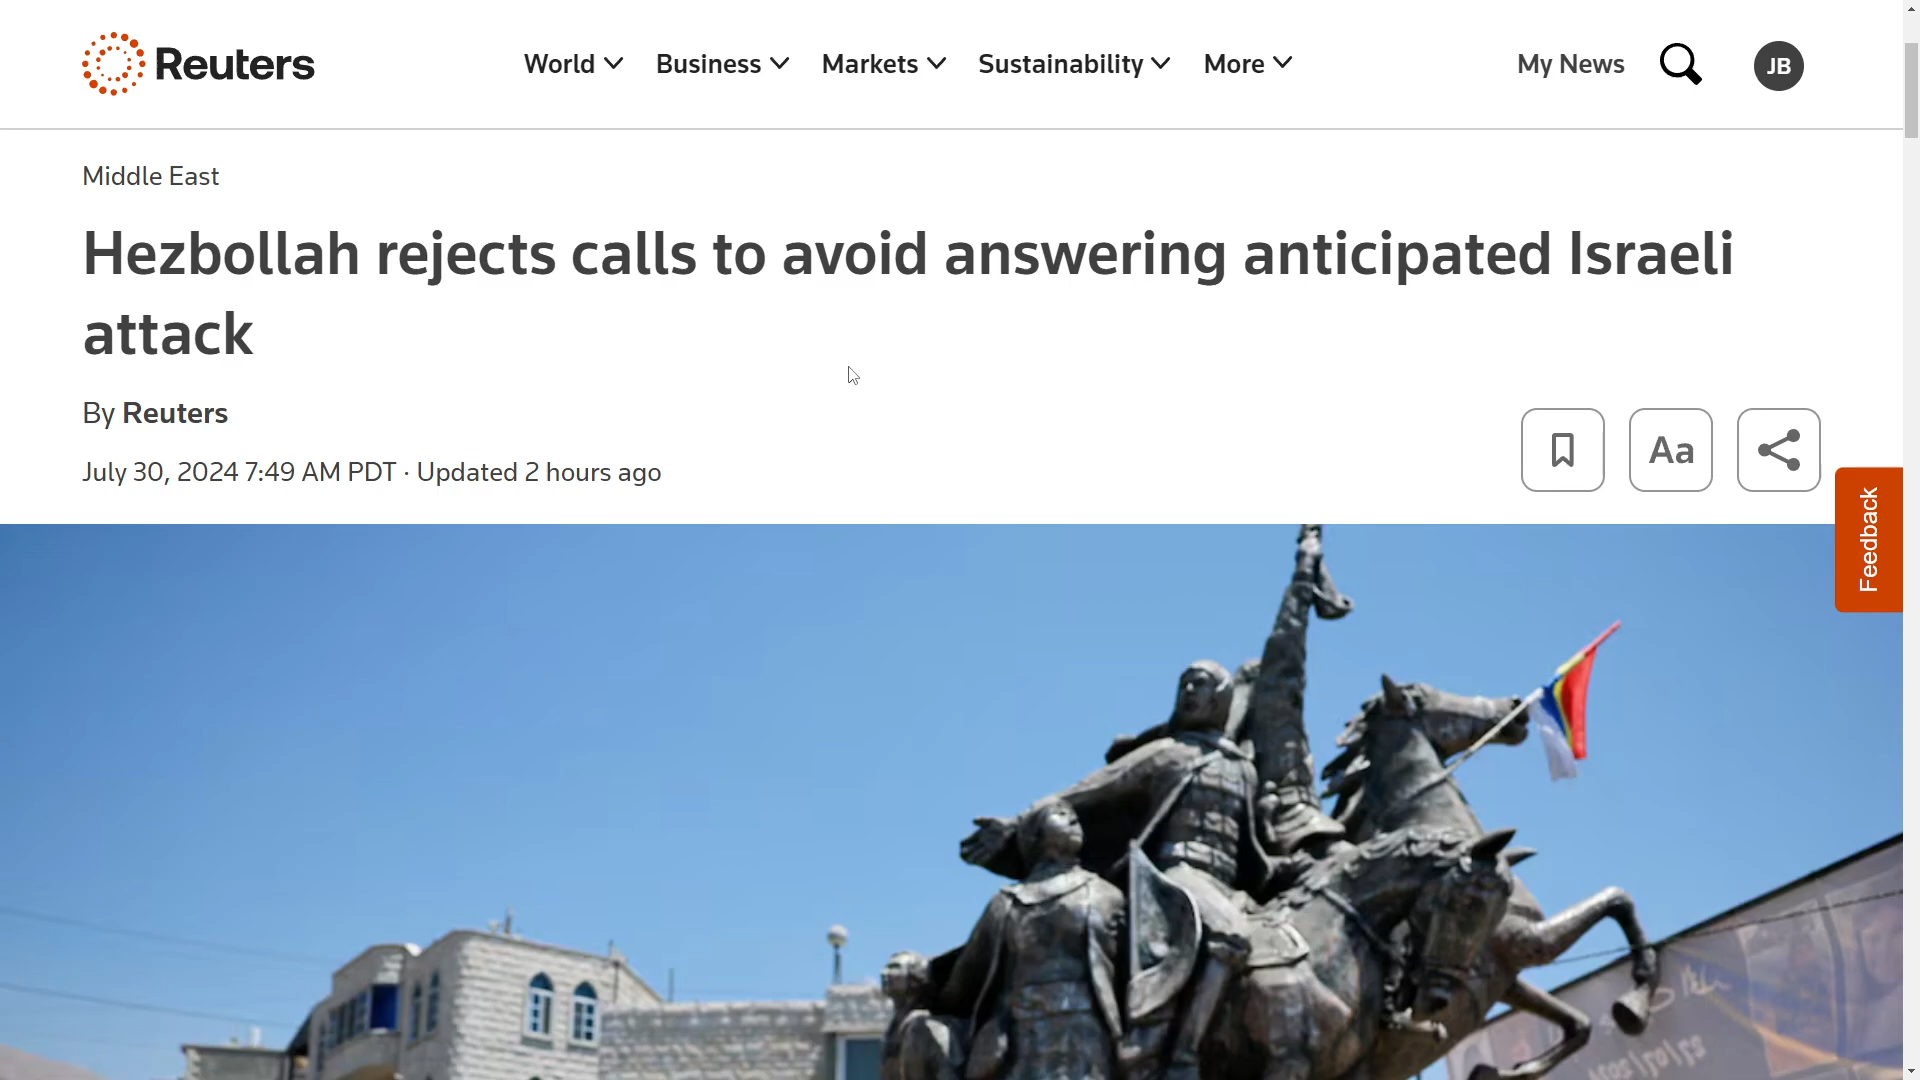 Reuters
World
Business
Markets
Sustainability
More
My News
JB
Middle East
Hezbollah rejects calls to avoid answering anticipated Israeli
attack
By Reuters
July 30, 2024 7:49 AM PDT · Updated 2 hours ago
Aa
Feedback